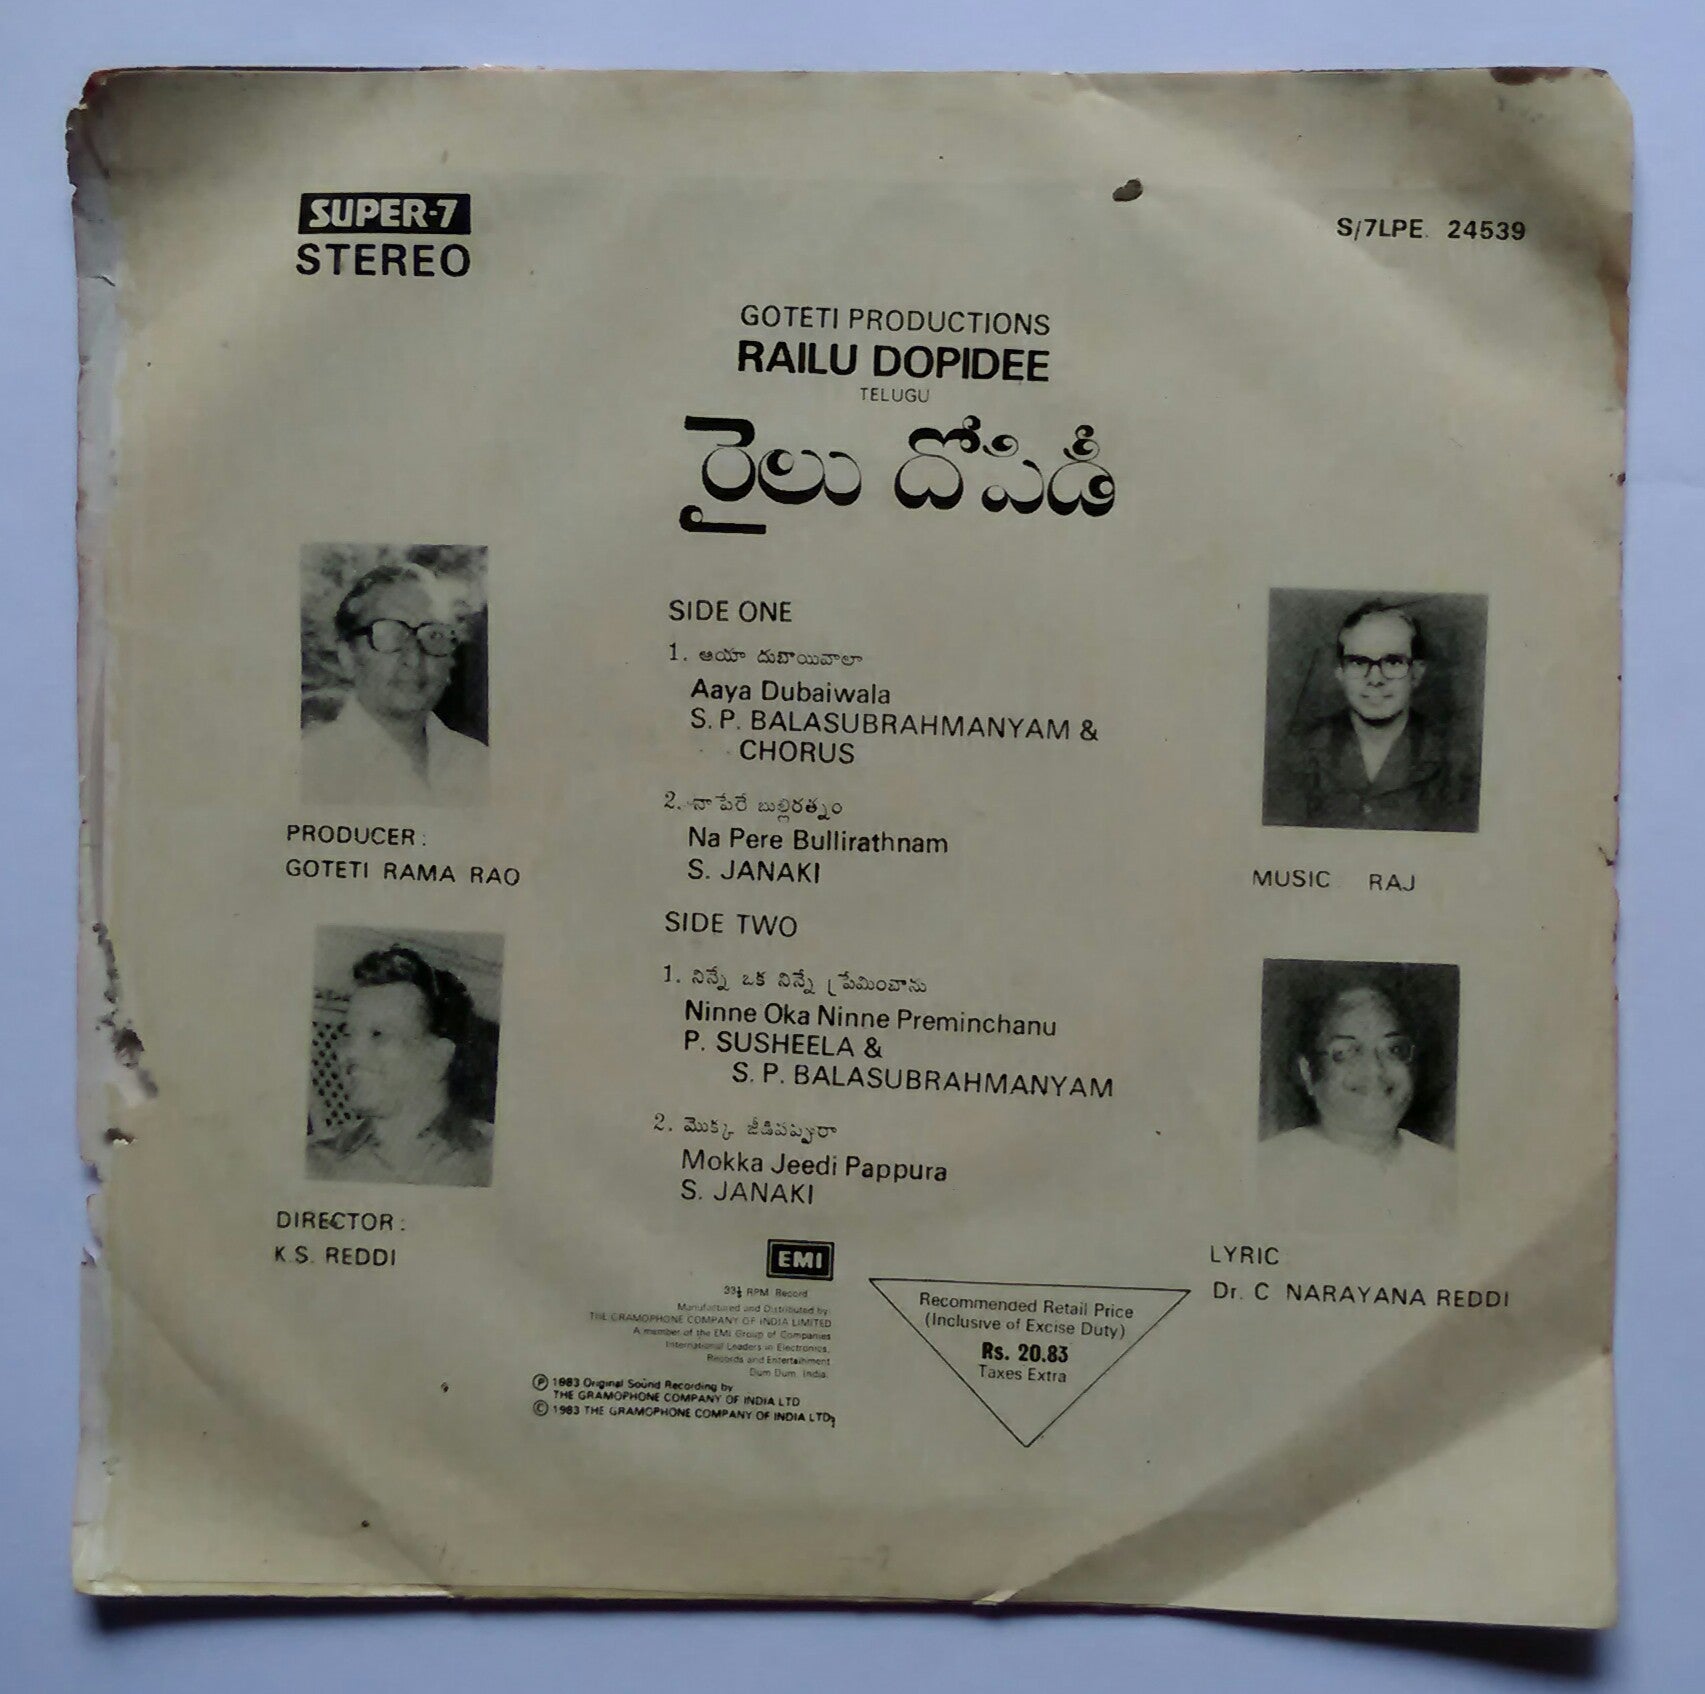 SUPER-7
STEREO
S/7LPE. 24539
GOTETI PRODUCTIONS
RAILU DOPIDEE
TELUGU
రైలు దోపిడీ
SIDE ONE
1. ఆయా దుబాయివాలా
Aaya Dubaiwala
S. P. BALASUBRAHMANYAM &
CHORUS
2. నా పేరే బుల్లిరత్నం
Na Pere Bullirathnam
S. JANAKI
SIDE TWO
1. నిన్నే ఒక నిన్నే ప్రేమించాను
Ninne Oka Ninne Preminchanu
P. SUSHEELA &
S. P. BALASUBRAHMANYAM
2. మొక్క జీడిపప్పురా
Mokka Jeedi Pappura
S. JANAKI
PRODUCER:
GOTETI RAMA RAO
DIRECTOR:
K.S. REDDI
MUSIC RAJ
LYRIC
Dr. C NARAYANA REDDI
EMI
33⅓ RPM Record
Manufactured and Distributed by
THE GRAMOPHONE COMPANY OF INDIA LIMITED
A member of the EMI Group of Companies
International Leaders in Electronics,
Records and Entertainment
Dum Dum, India.
Ⓟ 1983 Original Sound Recording by
THE GRAMOPHONE COMPANY OF INDIA LTD
© 1983 THE GRAMOPHONE COMPANY OF INDIA LTD
Recommended Retail Price
(Inclusive of Excise Duty)
Rs. 20.83
Taxes Extra